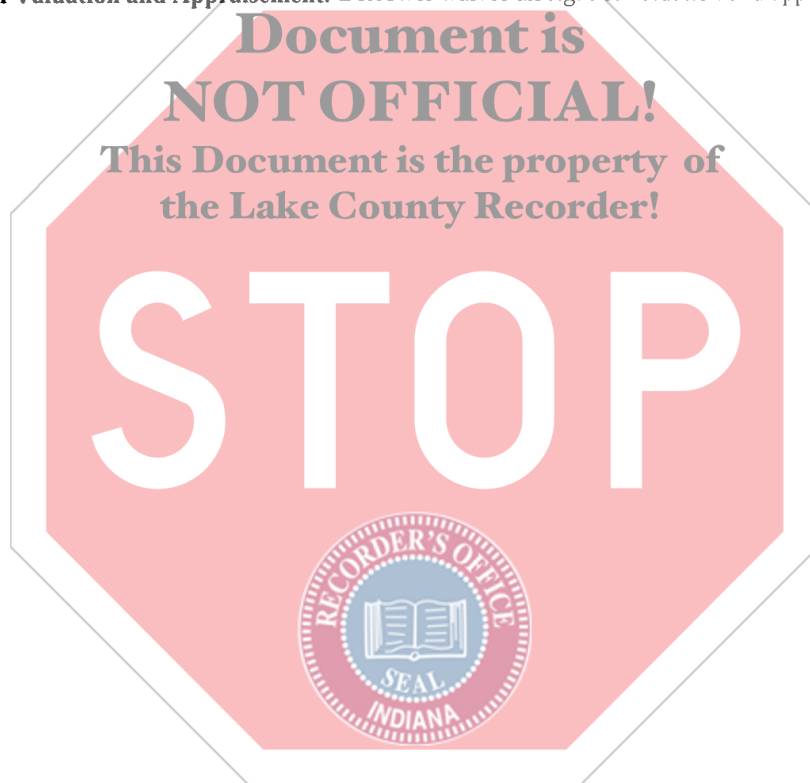 Valuation and Appraisement.
Document is
NOT OFFICIAL!
This Document is the property of
the Lake County Recorder!
STOP
RECORDER'S OFFICE
SEAL
INDIANA